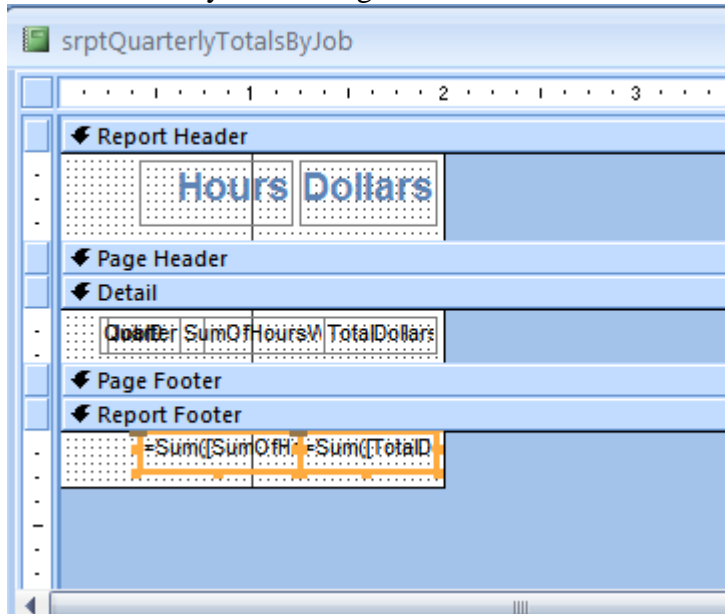 srptQuarterlyTotalsByJob
1 2 3
Report Header
Hours Dollars
Page Header
Detail
SumOfHoursW TotalDollars
Page Footer
Report Footer
=Sum([SumOfH =Sum([TotalD